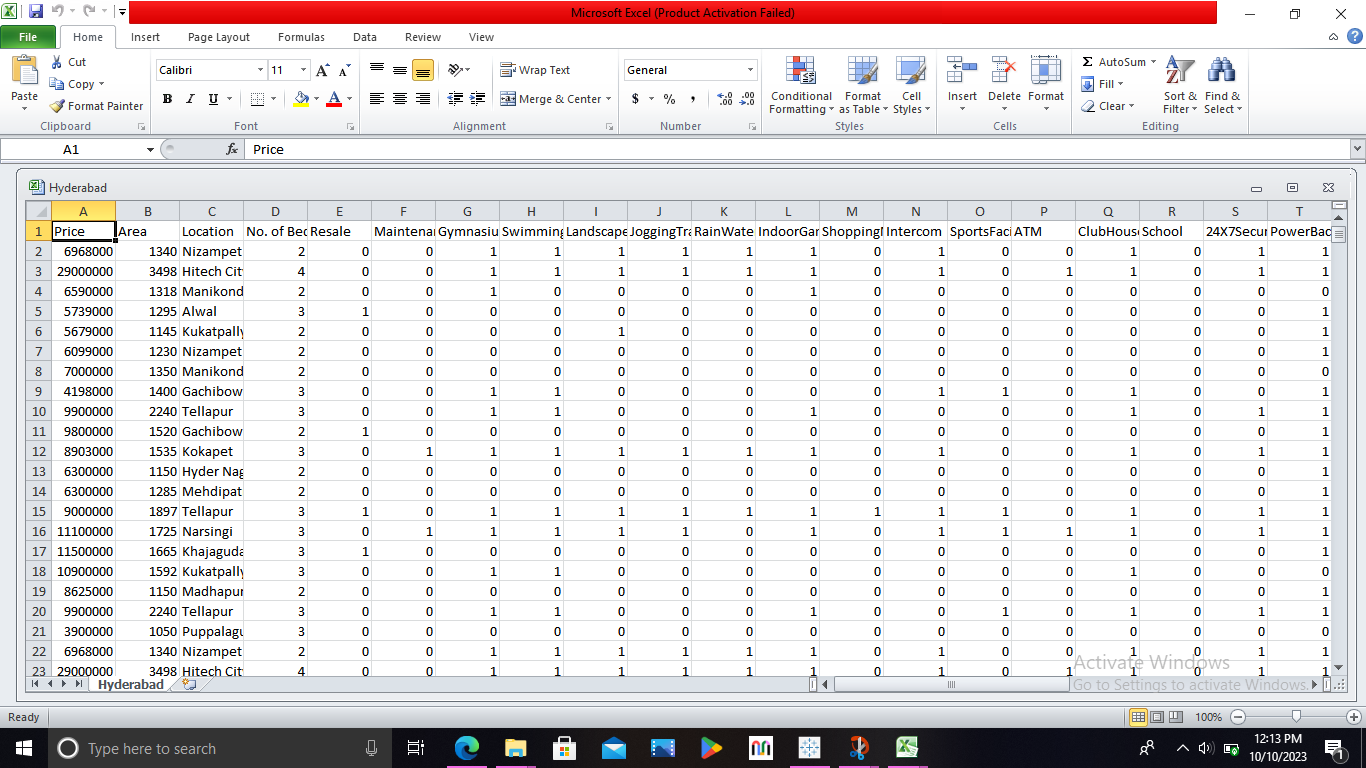 Microsoft Excel (Product Activation Failed)
File Home Insert Page Layout Formulas Data Review View
Paste
Cut
Copy
Format Painter
Clipboard
Calibri 11
B I U
Font
Wrap Text
Merge & Center
Alignment
General
$ % ,
Number
Conditional Formatting
Format as Table
Cell Styles
Styles
Insert Delete Format
Cells
Σ AutoSum
Fill
Clear
Sort & Filter
Find & Select
Editing
A1 fx Price
Hyderabad
A B C D E F G H I J K L M N O P Q R S T
1 Price Area Location No. of Bec Resale Maintenar Gymnasiu Swimming Landscape JoggingTra RainWate IndoorGar ShoppingM Intercom SportsFaci ATM ClubHous School 24X7Secur PowerBac
2 6968000 1340 Nizampet 2 0 0 1 1 1 1 1 1 0 1 0 0 1 0 1 1
3 29000000 3498 Hitech Cit 4 0 0 1 1 1 1 1 1 0 1 0 1 1 0 1 1
4 6590000 1318 Manikond 2 0 0 1 0 0 0 0 1 0 0 0 0 0 0 0 0
5 5739000 1295 Alwal 3 1 0 0 0 0 0 0 0 0 0 0 0 0 0 0 1
6 5679000 1145 Kukatpally 2 0 0 0 0 1 0 0 0 0 0 0 0 0 0 0 1
7 6099000 1230 Nizampet 2 0 0 0 0 0 0 0 0 0 0 0 0 0 0 0 1
8 7000000 1350 Manikond 2 0 0 0 0 0 0 0 0 0 0 0 0 0 0 0 0
9 4198000 1400 Gachibow 3 0 0 1 1 0 0 0 0 0 1 1 0 1 0 0 1
10 9900000 2240 Tellapur 3 0 0 1 1 0 0 0 1 0 0 0 0 1 0 1 1
11 9800000 1520 Gachibow 2 1 0 0 0 0 0 0 0 0 0 0 0 0 0 0 1
12 8903000 1535 Kokapet 3 0 1 1 1 1 1 1 1 0 1 0 0 1 0 1 1
13 6300000 1150 Hyder Nag 2 0 0 0 0 0 0 0 0 0 0 0 0 0 0 0 1
14 6300000 1285 Mehdipat 2 0 0 0 0 0 0 0 0 0 0 0 0 0 0 0 1
15 9000000 1897 Tellapur 3 1 0 1 1 1 1 1 1 1 1 1 0 1 0 1 1
16 11100000 1725 Narsingi 3 0 1 1 1 1 1 0 1 0 1 1 1 1 0 1 1
17 11500000 1665 Khajaguda 3 1 0 0 0 0 0 0 0 0 0 0 0 0 0 0 1
18 10900000 1592 Kukatpally 3 0 0 1 1 0 0 0 0 0 0 0 0 1 0 0 0
19 8625000 1150 Madhapur 2 0 0 0 0 0 0 0 0 0 0 0 0 0 0 0 1
20 9900000 2240 Tellapur 3 0 0 1 1 0 0 0 1 0 0 1 0 1 0 1 1
21 3900000 1050 Puppalagu 3 0 0 0 0 0 0 0 0 0 0 0 0 0 0 0 0
22 6968000 1340 Nizampet 2 0 0 1 1 1 1 1 1 0 1 0 0 1 0 1 1
23 29000000 3498 Hitech Cit 4 0 0 1 1 1 1 1 1 0 1 0 1 1 0 1 1
Activate Windows
Go to Settings to activate Windows.
Hyderabad
Ready 100%
Type here to search
12:13 PM
10/10/2023
1